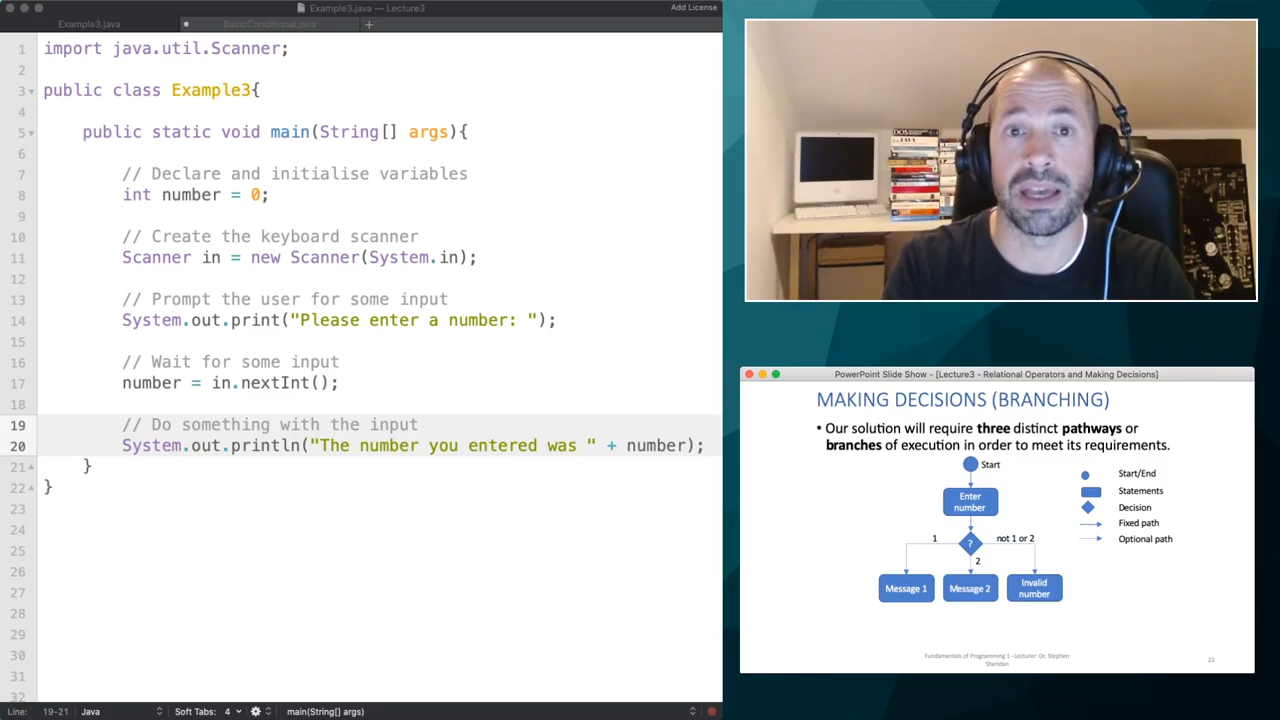 Example3.java — Lecture3
Add License
Example3.java
BasicConditional.java
+
1 import java.util.Scanner;
2
3 public class Example3{
4
5 public static void main(String[] args){
6
7 // Declare and initialise variables
8 int number = 0;
9
10 // Create the keyboard scanner
11 Scanner in = new Scanner(System.in);
12
13 // Prompt the user for some input
14 System.out.print("Please enter a number: ");
15
16 // Wait for some input
17 number = in.nextInt();
18
19 // Do something with the input
20 System.out.println("The number you entered was " + number);
21 }
22 }
23
24
25
26
27
28
29
30
31
32
Line: 19-21 Java Soft Tabs: 4 main(String[] args)
DOS
JAVA
PowerPoint Slide Show - [Lecture3 - Relational Operators and Making Decisions]
MAKING DECISIONS (BRANCHING)
• Our solution will require three distinct pathways or
branches of execution in order to meet its requirements.
Start
Enter
number
1
?
not 1 or 2
2
Message 1
Message 2
Invalid
number
Start/End
Statements
Decision
Fixed path
Optional path
Fundamentals of Programming 1 -Lecturer: Dr. Stephen
Sheridan
22